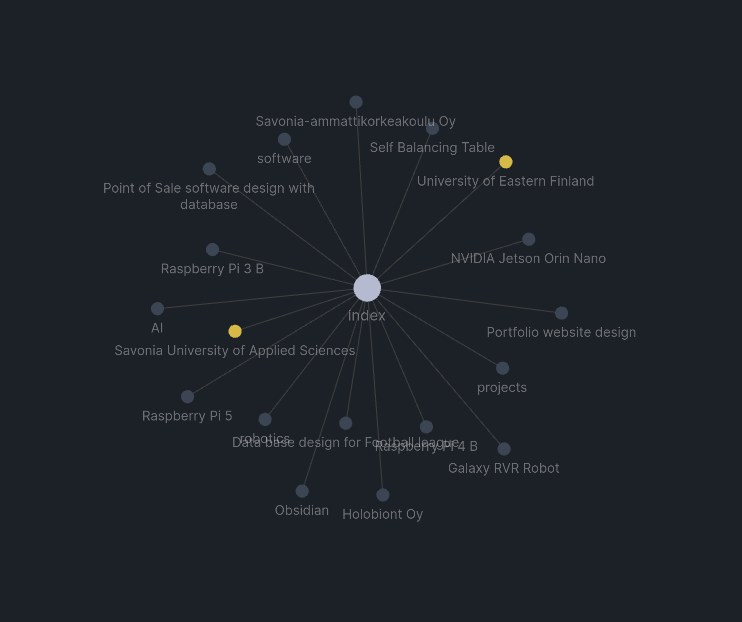 Savonia-ammattikorkeakoulu Oy
Self Balancing Table
software
University of Eastern Finland
Point of Sale software design with
database
NVIDIA Jetson Orin Nano
Raspberry Pi 3 B
Index
AI
Portfolio website design
Savonia University of Applied Sciences
projects
Raspberry Pi 5
robotics
Data base design for Football league
Raspberry Pi 4 B
Galaxy RVR Robot
Obsidian
Holobiont Oy